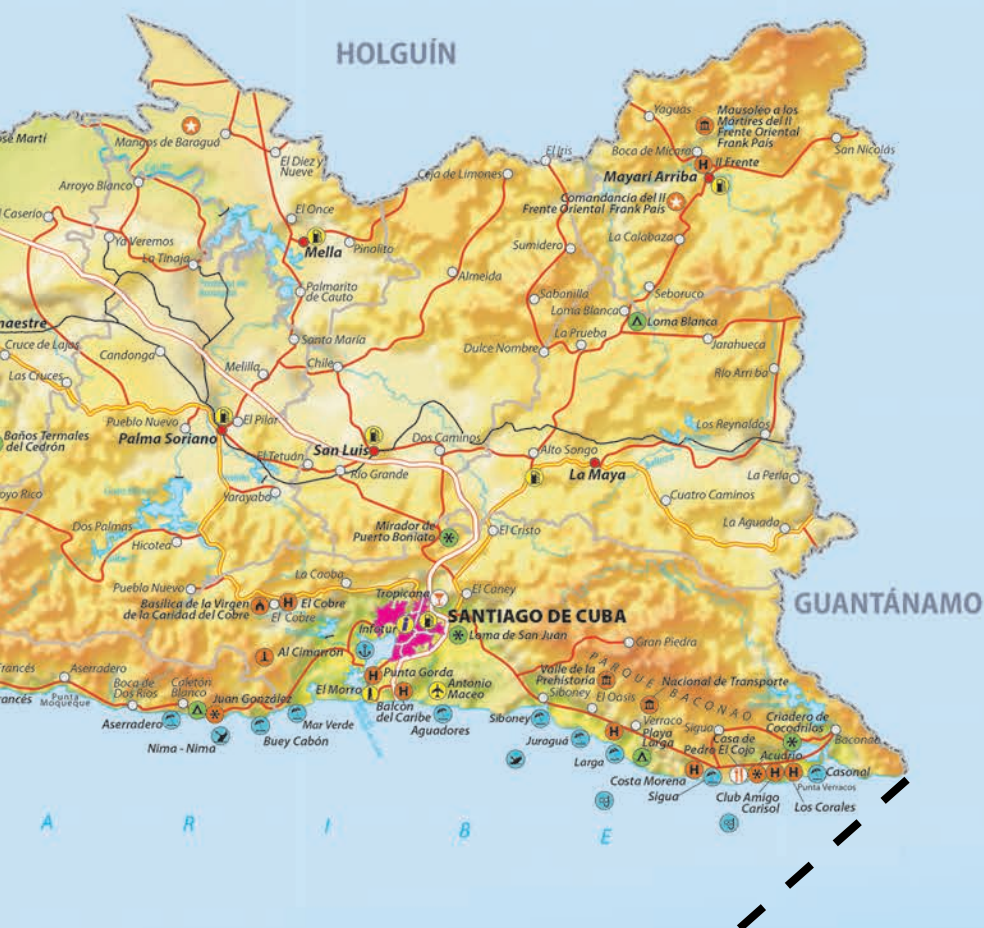 HOLGUÍN
osé Martí
Mangos de Baraguá
El Diez
Nueve
Yaguas
Mausoleo a los
Mártires del II
Frente Oriental
Frank País
Boca de Micara
H
II Frente
San Nicolás
El Iris
Ceja de Limones
Mayarí Arriba
Arroyo Blanco
Comandancia del II
Frente Oriental Frank País
l Caserío
El Once
Ya Veremos
La Tinaja
Mella
Pinalito
Sumidero
La Calabaza
Almeida
Palmarito
de Cauto
Sabanilla
Seboruco
Loma Blanca
Loma Blanca
maestre
Cruce de Lajas
Candonga
Santa María
La Prueba
Dulce Nombre
Jarahueca
Las Cruces
Melilla
Chile
Río Arriba
Pueblo Nuevo
El Pilar
Palma Soriano
Baños Termales
del Cedrón
Los Reynaldos
San Luis
Dos Caminos
Alto Songo
El Tetuán
Río Grande
La Maya
La Perla
oyo Rico
Yarayabo
Cuatro Caminos
Dos Palmas
Mirador de
Puerto Boniato
El Cristo
La Aguada
Hicotea
La Caoba
Pueblo Nuevo
Tropicana
El Caney
GUANTÁNAMO
Basílica de la Virgen
de la Caridad del Cobre
H
El Cobre
El Cobre
SANTIAGO DE CUBA
Infotur
Loma de San Juan
Al Cimarrón
Gran Piedra
PARQUE BACONAO
rancés
Aserradero
Punta Gorda
H
Valle de la
Prehistoria
Nacional de Transporte
Boca de
Dos Ríos
Caletón
Blanco
Juan González
El Morro
H
Antonio
Maceo
Siboney
El Oasis
ancés
Punta
Moqueque
Balcón
del Caribe
Aguadores
Siboney
Verraco
Sigua
Criadero de
Cocodrilos
Aserradero
Mar Verde
H
Playa
Larga
Casa de
Pedro El Cojo
Baconao
Nima - Nima
Buey Cabón
Juraguá
Larga
Acuario
Costa Morena
H
H
H
Casonal
Punta Verracos
Sigua
Club Amigo
Carisol
Los Corales
A R I B E